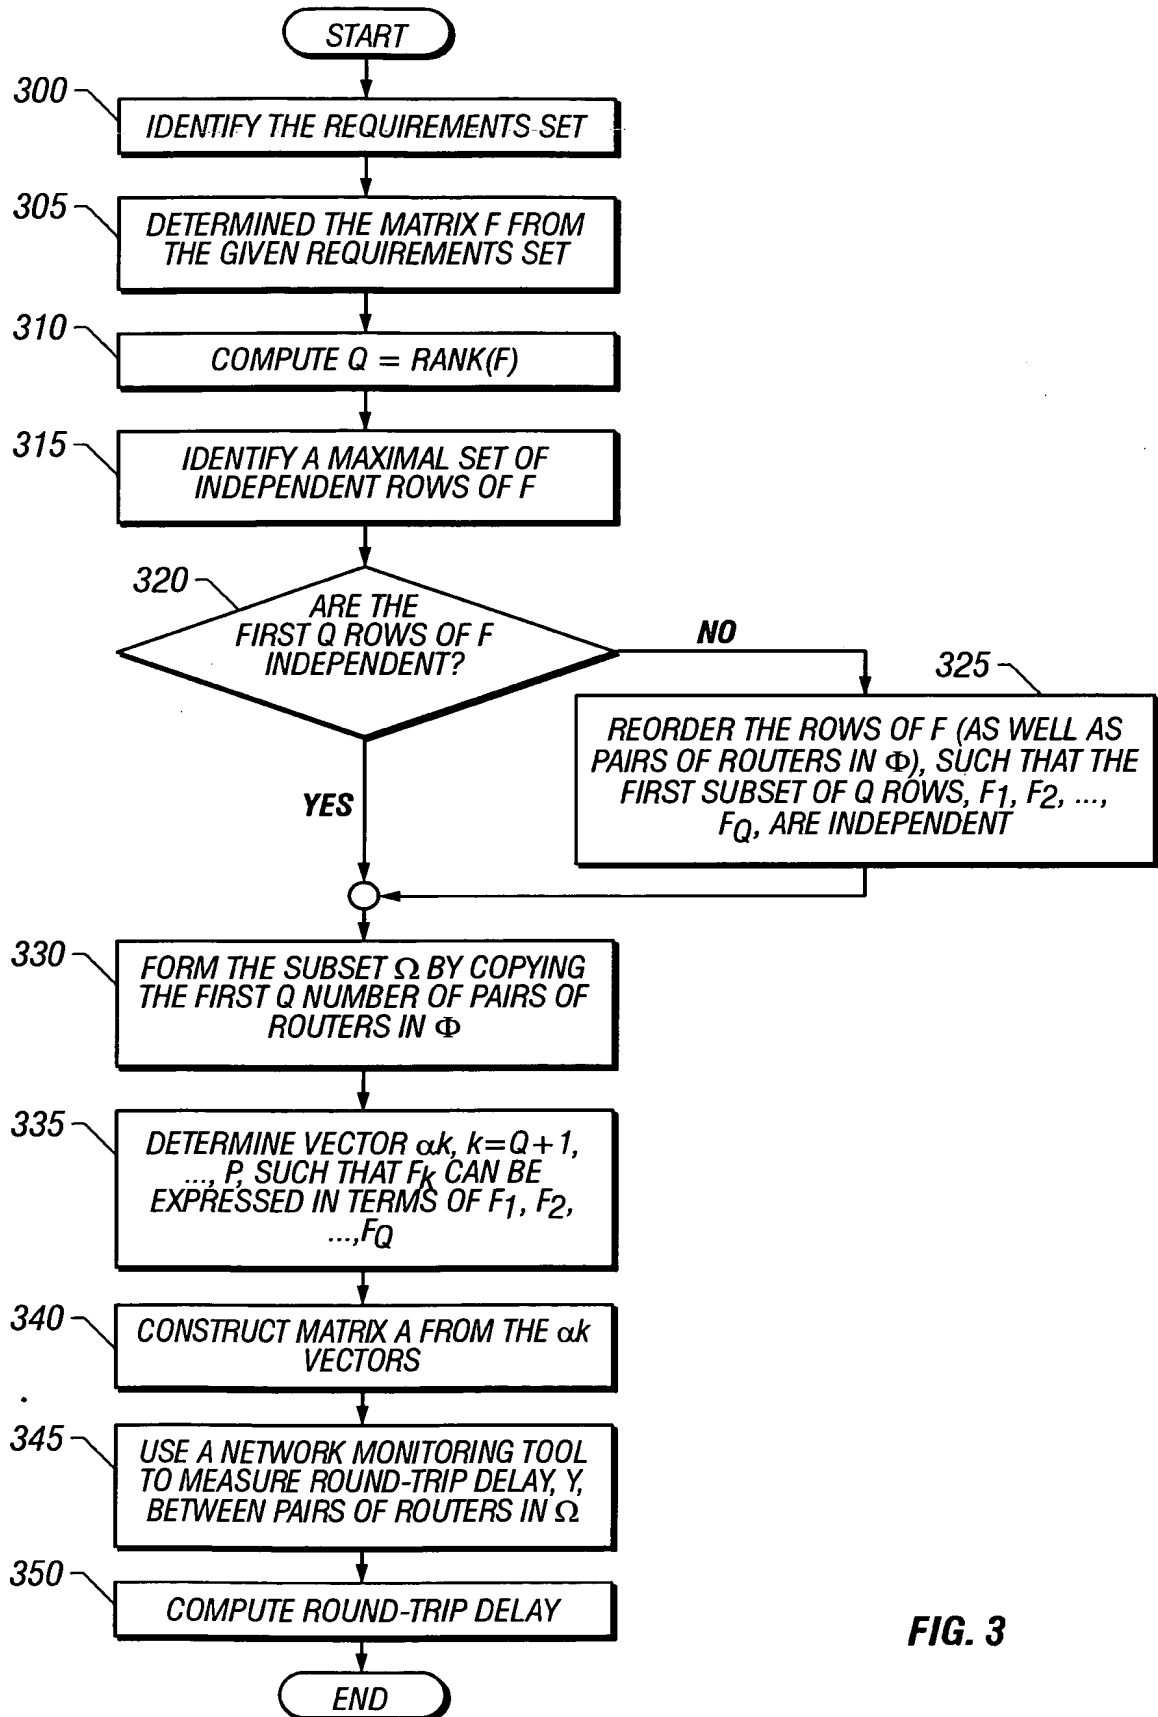 START
300
IDENTIFY THE REQUIREMENTS SET
305
DETERMINED THE MATRIX F FROM
THE GIVEN REQUIREMENTS SET
310
COMPUTE Q = RANK(F)
315
IDENTIFY A MAXIMAL SET OF
INDEPENDENT ROWS OF F
320
ARE THE
FIRST Q ROWS OF F
INDEPENDENT?
NO
325
REORDER THE ROWS OF F (AS WELL AS
PAIRS OF ROUTERS IN Φ), SUCH THAT THE
FIRST SUBSET OF Q ROWS, F1, F2, ...,
FQ, ARE INDEPENDENT
YES
330
FORM THE SUBSET Ω BY COPYING
THE FIRST Q NUMBER OF PAIRS OF
ROUTERS IN Φ
335
DETERMINE VECTOR αk, k=Q+1,
..., P, SUCH THAT Fk CAN BE
EXPRESSED IN TERMS OF F1, F2,
...,FQ
340
CONSTRUCT MATRIX A FROM THE αk
VECTORS
345
USE A NETWORK MONITORING TOOL
TO MEASURE ROUND-TRIP DELAY, Y,
BETWEEN PAIRS OF ROUTERS IN Ω
350
COMPUTE ROUND-TRIP DELAY
END
FIG. 3